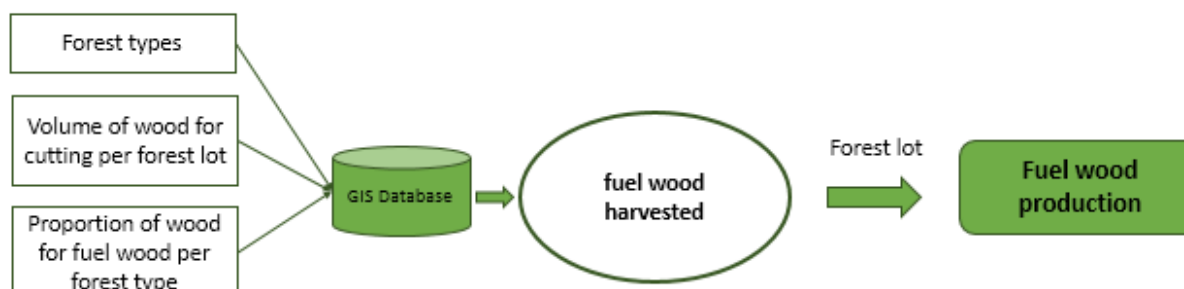 Forest types
Volume of wood for
cutting per forest lot
Proportion of wood
for fuel wood per
forest type
GIS Database
fuel wood
harvested
Forest lot
Fuel wood
production